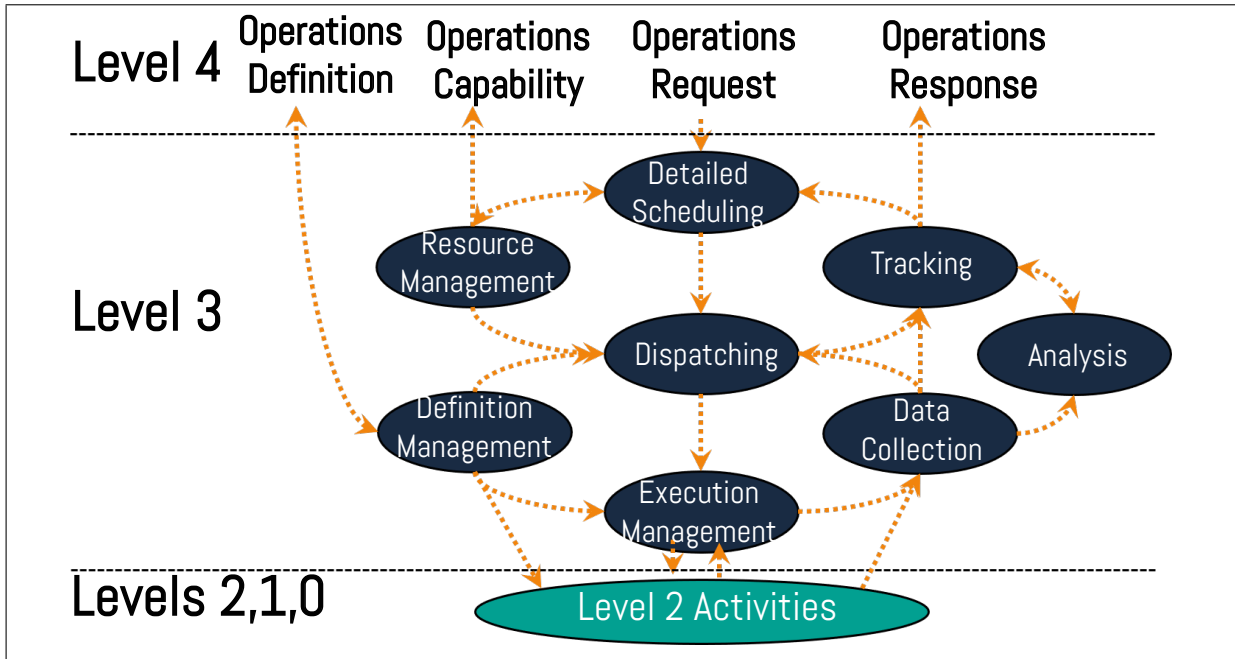 Level 4
Operations
Definition
Operations
Capability
Operations
Request
Operations
Response
Level 3
Detailed
Scheduling
Resource
Management
Tracking
Dispatching
Analysis
Definition
Management
Data
Collection
Execution
Management
Levels 2,1,0
Level 2 Activities